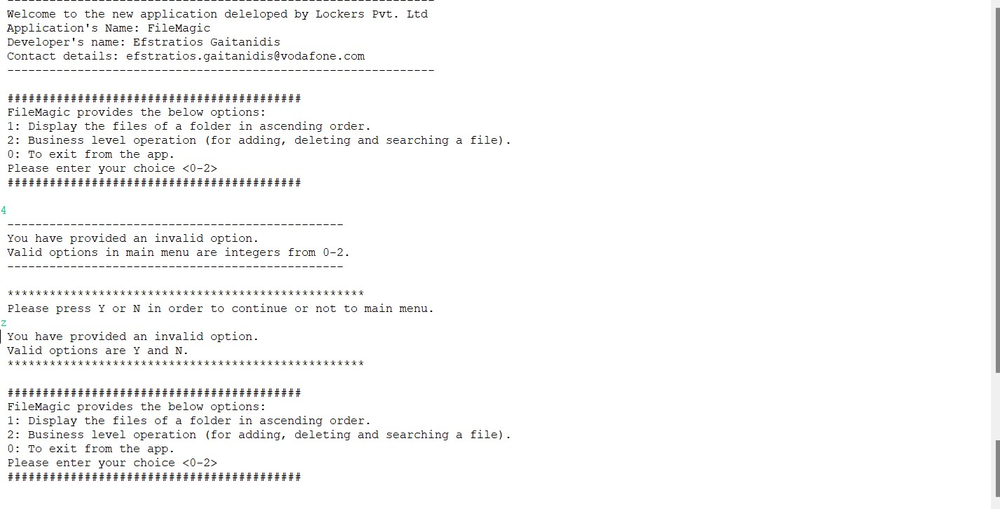 ------------------------------------------------------------- 
Welcome to the new application deleloped by Lockers Pvt. Ltd
Application's Name: FileMagic
Developer's name: Efstratios Gaitanidis
Contact details: efstratios.gaitanidis@vodafone.com
-------------------------------------------------------------
##########################################
FileMagic provides the below options:
1: Display the files of a folder in ascending order.
2: Business level operation (for adding, deleting and searching a file).
0: To exit from the app.
Please enter your choice <0-2>
##########################################
4
------------------------------------------------
You have provided an invalid option.
Valid options in main menu are integers from 0-2.
------------------------------------------------
***************************************************
Please press Y or N in order to continue or not to main menu.
z
You have provided an invalid option.
Valid options are Y and N.
***************************************************
##########################################
FileMagic provides the below options:
1: Display the files of a folder in ascending order.
2: Business level operation (for adding, deleting and searching a file).
0: To exit from the app.
Please enter your choice <0-2>
##########################################